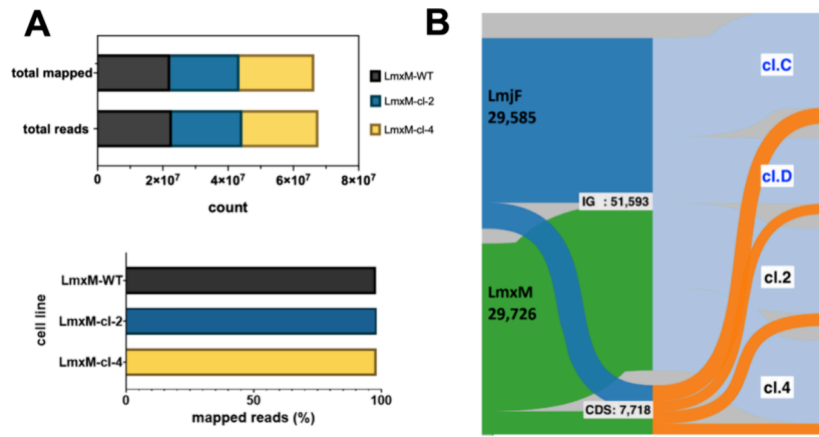 A
total mapped
total reads
0
2×10⁷
4×10⁷
6×10⁷
8×10⁷
count
LmxM-WT
LmxM-cl-2
LmxM-cl-4
cell line
LmxM-WT
LmxM-cl-2
LmxM-cl-4
0
50
100
mapped reads (%)
B
LmjF
29,585
IG : 51,593
LmxM
29,726
CDS: 7,718
cl.C
cl.D
cl.2
cl.4